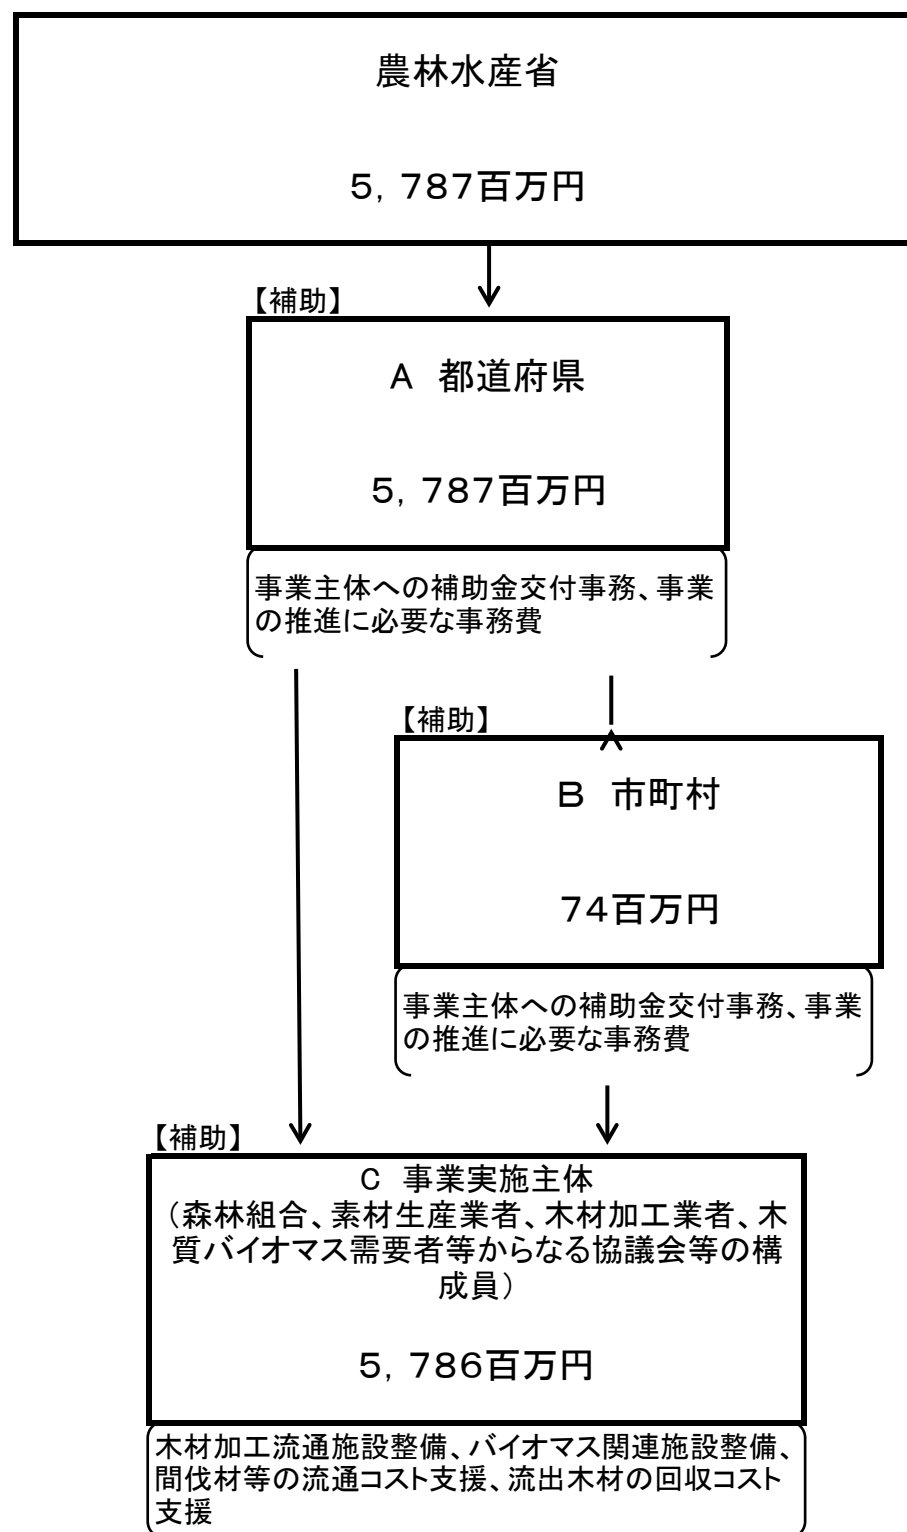 農林水産省
5，787百万円
【補助】
A　都道府県
5，787百万円
事業主体への補助金交付事務、事業
の推進に必要な事務費
【補助】
B　市町村
74百万円
事業主体への補助金交付事務、事業
の推進に必要な事務費
【補助】
C　事業実施主体
（森林組合、素材生産業者、木材加工業者、木
質バイオマス需要者等からなる協議会等の構
成員）
5，786百万円
木材加工流通施設整備、バイオマス関連施設整備、
間伐材等の流通コスト支援、流出木材の回収コスト
支援